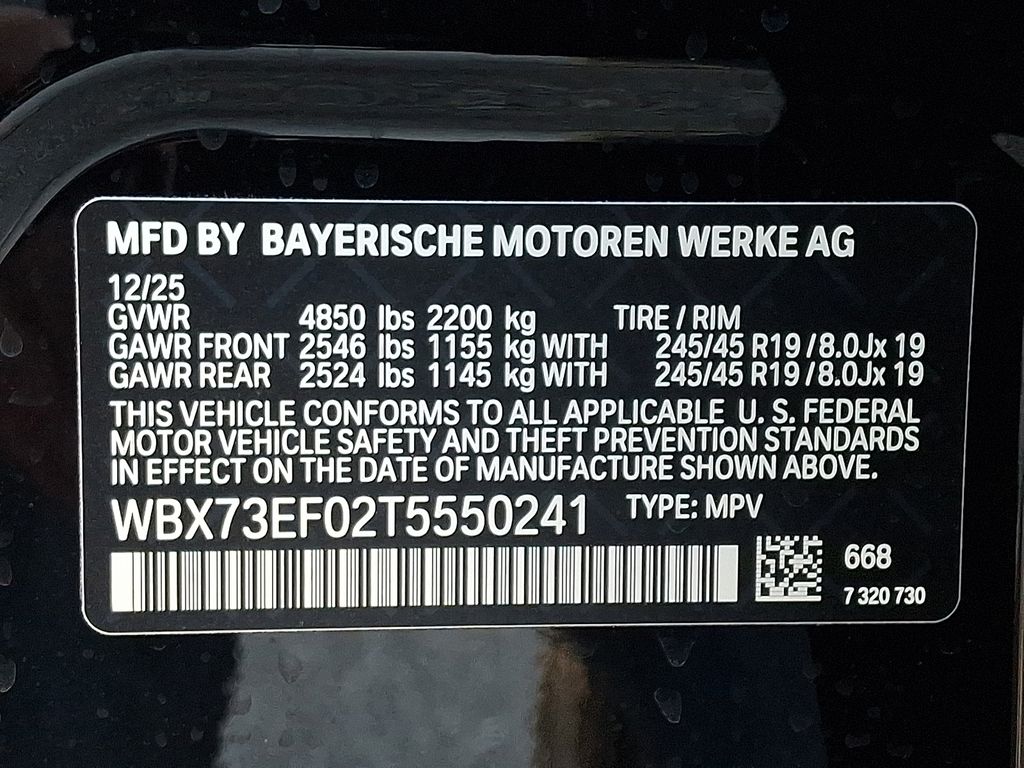 MFD BY BAYERISCHE MOTOREN WERKE AG
12/25
GVWR 4850 lbs 2200 kg TIRE / RIM
GAWR FRONT 2546 lbs 1155 kg WITH 245/45 R19 / 8.0Jx 19
GAWR REAR 2524 lbs 1145 kg WITH 245/45 R19 / 8.0Jx 19
THIS VEHICLE CONFORMS TO ALL APPLICABLE U. S. FEDERAL
MOTOR VEHICLE SAFETY AND THEFT PREVENTION STANDARDS
IN EFFECT ON THE DATE OF MANUFACTURE SHOWN ABOVE.
WBX73EF02T5550241 TYPE: MPV
668
7 320 730